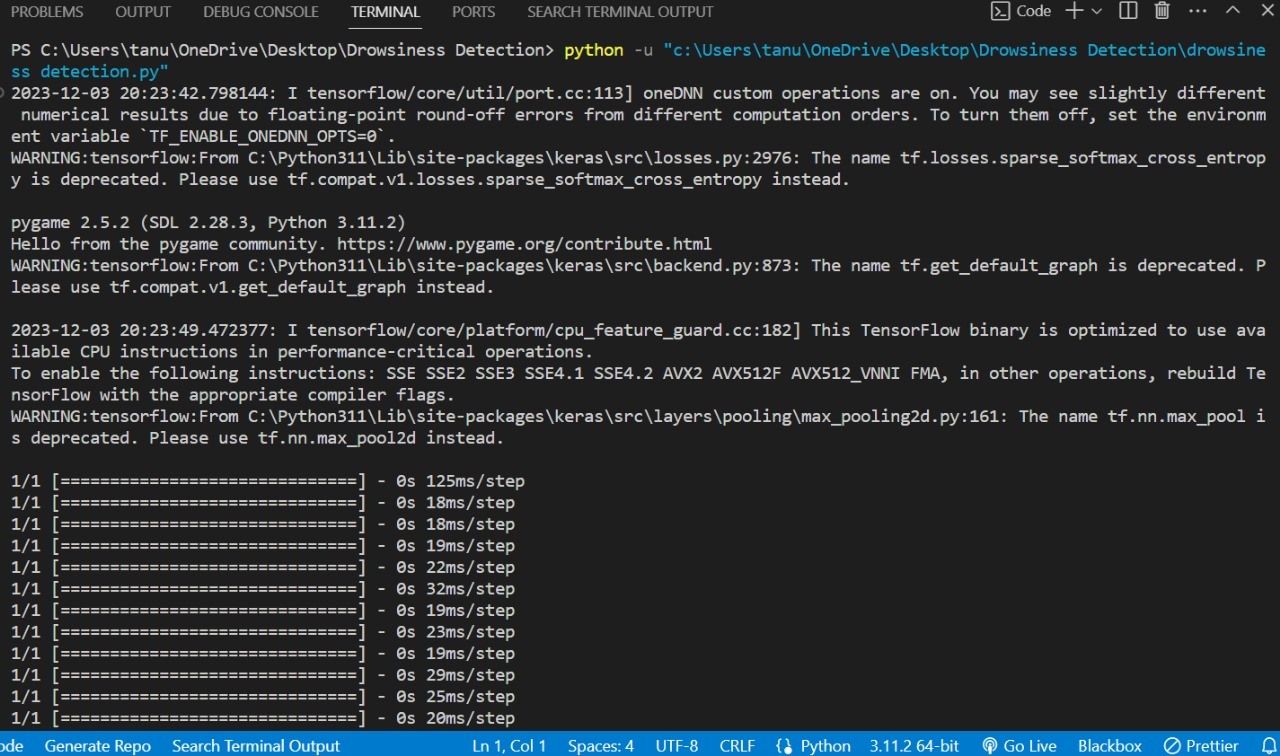 PROBLEMS OUTPUT DEBUG CONSOLE TERMINAL PORTS SEARCH TERMINAL OUTPUT Code
PS C:\Users\tanu\OneDrive\Desktop\Drowsiness Detection> python -u "c:\Users\tanu\OneDrive\Desktop\Drowsiness Detection\drowsine
ss detection.py"
2023-12-03 20:23:42.798144: I tensorflow/core/util/port.cc:113] oneDNN custom operations are on. You may see slightly different
numerical results due to floating-point round-off errors from different computation orders. To turn them off, set the environm
ent variable `TF_ENABLE_ONEDNN_OPTS=0`.
WARNING:tensorflow:From C:\Python311\Lib\site-packages\keras\src\losses.py:2976: The name tf.losses.sparse_softmax_cross_entrop
y is deprecated. Please use tf.compat.v1.losses.sparse_softmax_cross_entropy instead.
pygame 2.5.2 (SDL 2.28.3, Python 3.11.2)
Hello from the pygame community. https://www.pygame.org/contribute.html
WARNING:tensorflow:From C:\Python311\Lib\site-packages\keras\src\backend.py:873: The name tf.get_default_graph is deprecated. P
lease use tf.compat.v1.get_default_graph instead.
2023-12-03 20:23:49.472377: I tensorflow/core/platform/cpu_feature_guard.cc:182] This TensorFlow binary is optimized to use ava
ilable CPU instructions in performance-critical operations.
To enable the following instructions: SSE SSE2 SSE3 SSE4.1 SSE4.2 AVX2 AVX512F AVX512_VNNI FMA, in other operations, rebuild Te
nsorFlow with the appropriate compiler flags.
WARNING:tensorflow:From C:\Python311\Lib\site-packages\keras\src\layers\pooling\max_pooling2d.py:161: The name tf.nn.max_pool i
s deprecated. Please use tf.nn.max_pool2d instead.
1/1 [==============================] - 0s 125ms/step
1/1 [==============================] - 0s 18ms/step
1/1 [==============================] - 0s 18ms/step
1/1 [==============================] - 0s 19ms/step
1/1 [==============================] - 0s 22ms/step
1/1 [==============================] - 0s 32ms/step
1/1 [==============================] - 0s 19ms/step
1/1 [==============================] - 0s 23ms/step
1/1 [==============================] - 0s 19ms/step
1/1 [==============================] - 0s 29ms/step
1/1 [==============================] - 0s 25ms/step
1/1 [==============================] - 0s 20ms/step
ode Generate Repo Search Terminal Output Ln 1, Col 1 Spaces: 4 UTF-8 CRLF Python 3.11.2 64-bit Go Live Blackbox Prettier